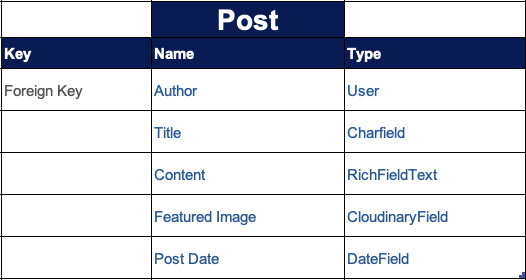 Post
Key Name Type
Foreign Key Author User
Title Charfield
Content RichFieldText
Featured Image CloudinaryField
Post Date DateField